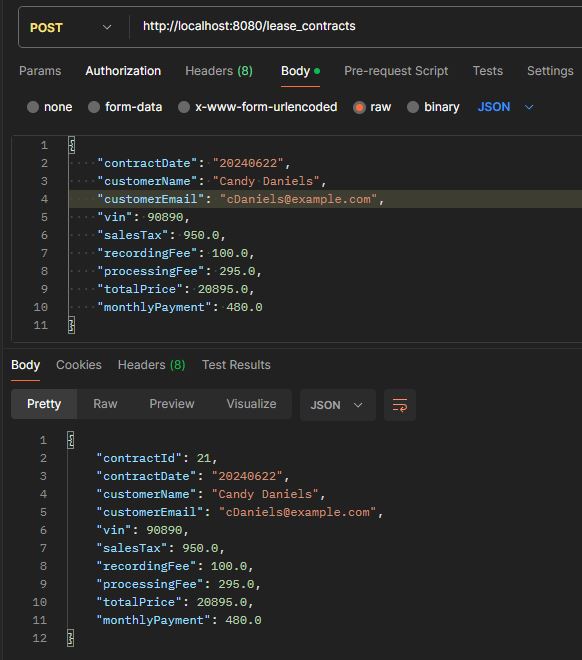 POST http://localhost:8080/lease_contracts
Params Authorization Headers (8) Body Pre-request Script Tests Settings
none form-data x-www-form-urlencoded raw binary JSON
1 {
2 "contractDate": "20240622",
3 "customerName": "Candy Daniels",
4 "customerEmail": "cDaniels@example.com",
5 "vin": 90890,
6 "salesTax": 950.0,
7 "recordingFee": 100.0,
8 "processingFee": 295.0,
9 "totalPrice": 20895.0,
10 "monthlyPayment": 480.0
11 }
Body Cookies Headers (8) Test Results
Pretty Raw Preview Visualize JSON
1 {
2 "contractId": 21,
3 "contractDate": "20240622",
4 "customerName": "Candy Daniels",
5 "customerEmail": "cDaniels@example.com",
6 "vin": 90890,
7 "salesTax": 950.0,
8 "recordingFee": 100.0,
9 "processingFee": 295.0,
10 "totalPrice": 20895.0,
11 "monthlyPayment": 480.0
12 }